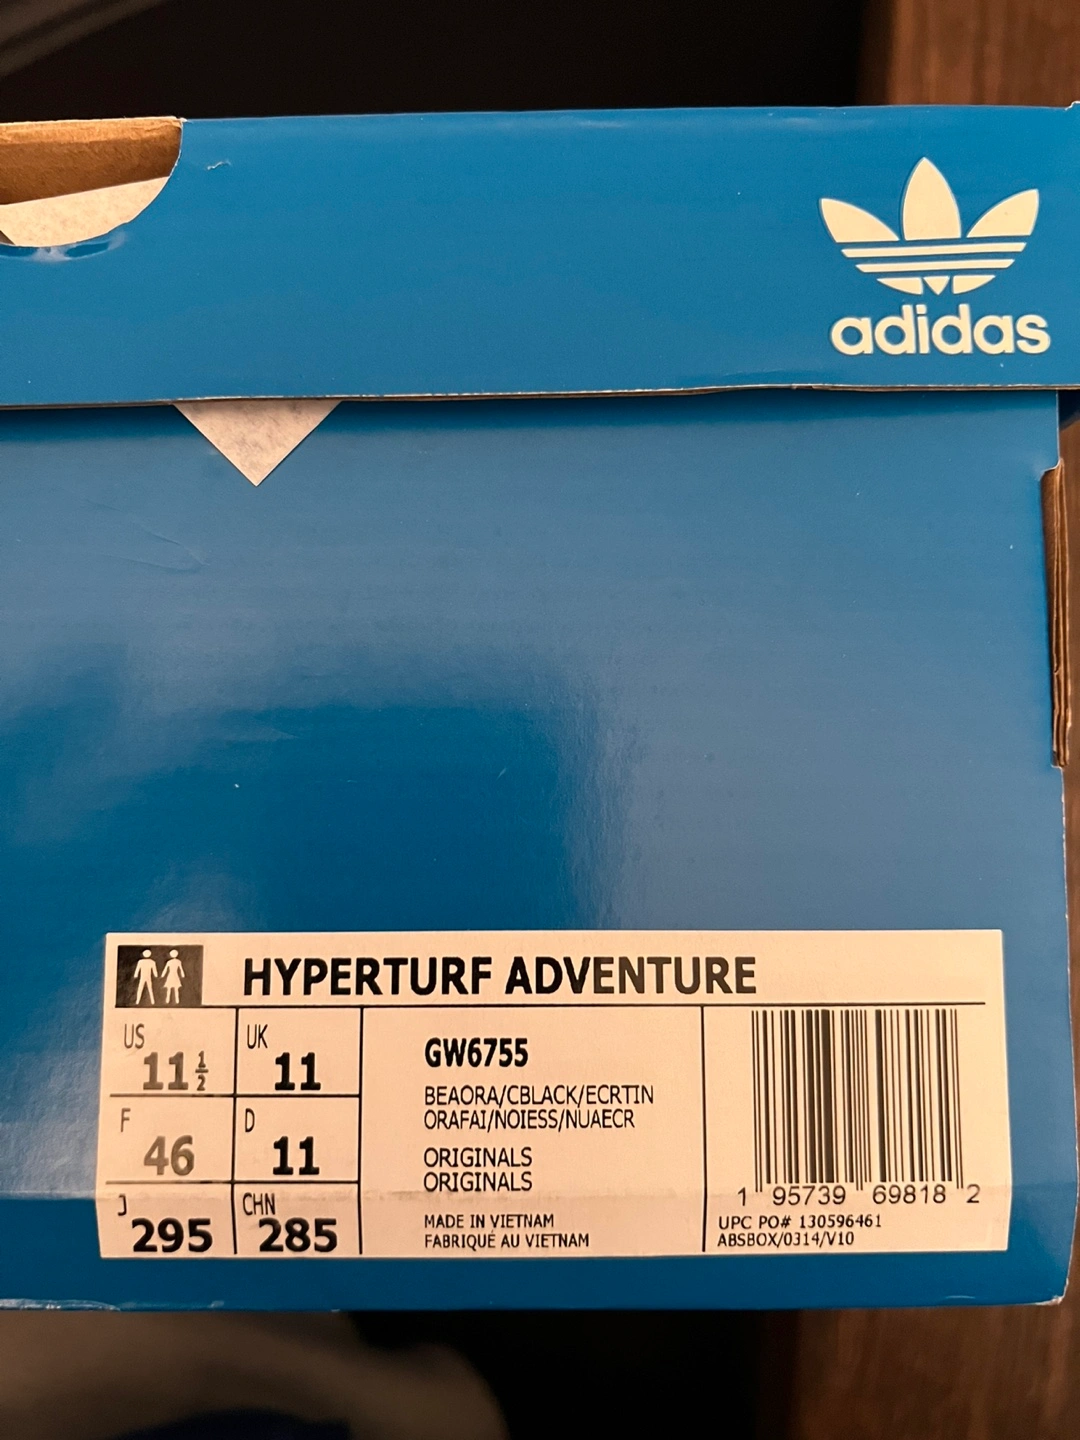 adidas
HYPERTURF ADVENTURE
US
11½
UK
11
F
46
D
11
J
295
CHN
285
GW6755
BEAORA/CBLACK/ECRTIN
ORAFAI/NOIESS/NUAECR
ORIGINALS
ORIGINALS
MADE IN VIETNAM
FABRIQUÉ AU VIETNAM
1 95739 69818 2
UPC PO# 130596461
ABSBOX/0314/V10